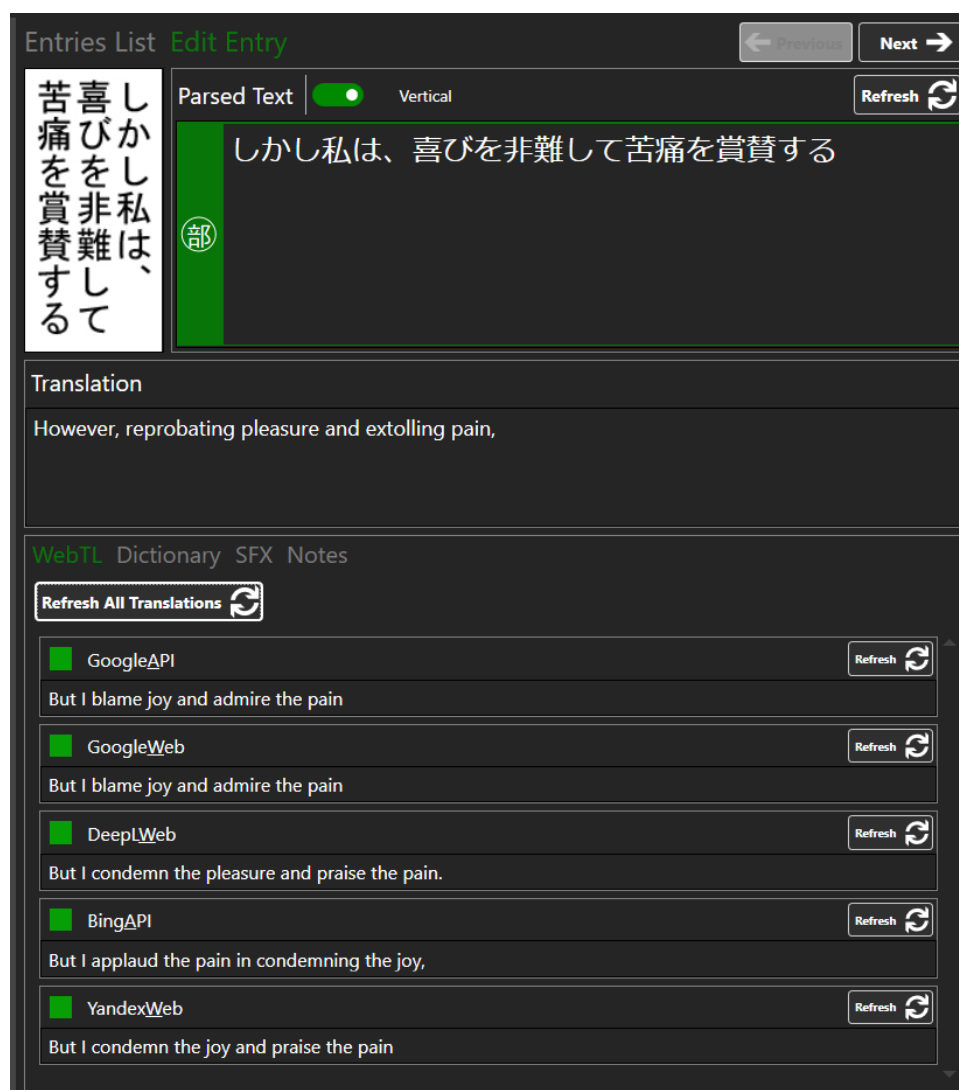 Entries List Edit Entry
Previous
Next
しかし私は、
喜びを非難して
苦痛を賞賛する
Parsed Text
Vertical
Refresh
部
しかし私は、喜びを非難して苦痛を賞賛する
Translation
However, reprobating pleasure and extolling pain,
WebTL Dictionary SFX Notes
Refresh All Translations
GoogleAPI
Refresh
But I blame joy and admire the pain
GoogleWeb
Refresh
But I blame joy and admire the pain
DeepLWeb
Refresh
But I condemn the pleasure and praise the pain.
BingAPI
Refresh
But I applaud the pain in condemning the joy,
YandexWeb
Refresh
But I condemn the joy and praise the pain